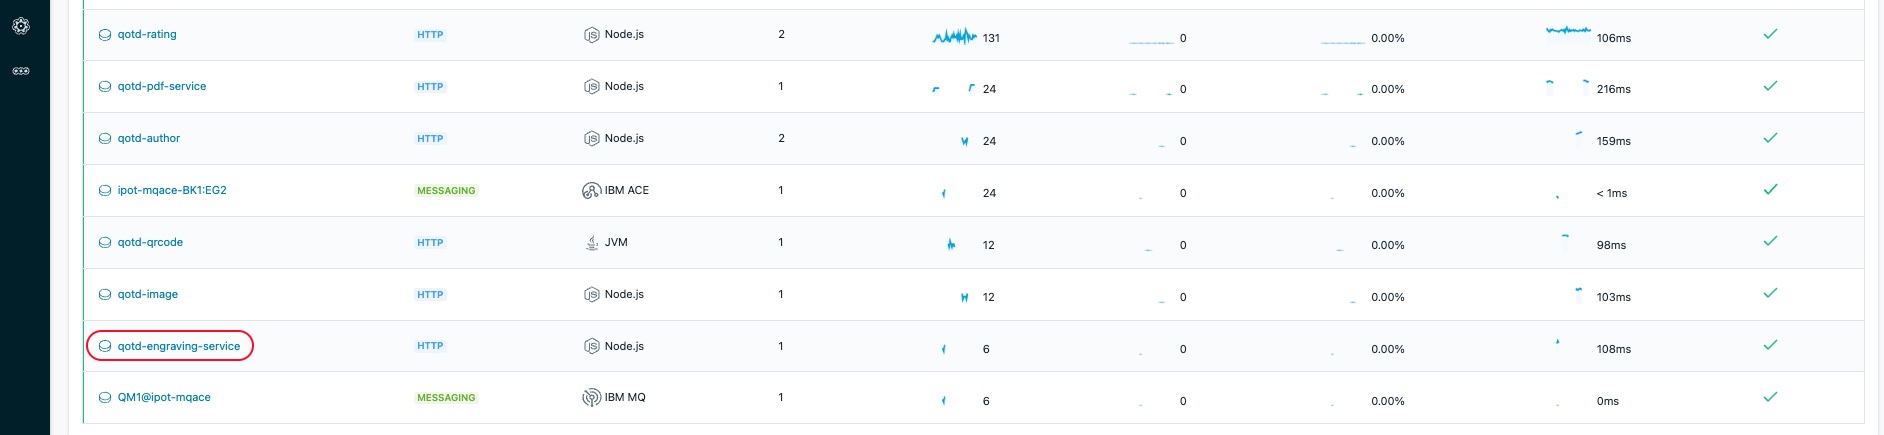 qotd-rating HTTP Node.js 2 131 0 0.00% 106ms
qotd-pdf-service HTTP Node.js 1 24 0 0.00% 216ms
qotd-author HTTP Node.js 2 24 0 0.00% 159ms
ipot-mqace-BK1:EG2 MESSAGING IBM ACE 1 24 0 0.00% < 1ms
qotd-qrcode HTTP JVM 1 12 0 0.00% 98ms
qotd-image HTTP Node.js 1 12 0 0.00% 103ms
qotd-engraving-service HTTP Node.js 1 6 0 0.00% 108ms
QM1@ipot-mqace MESSAGING IBM MQ 1 6 0 0.00% 0ms